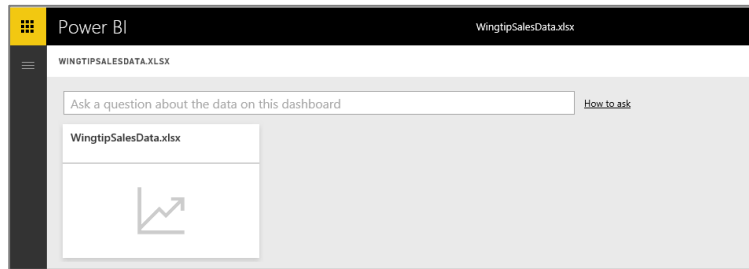 Power BI
WingtipSalesData.xlsx
WINGTIPSALESDATA.XLSX
Ask a question about the data on this dashboard
How to ask
WingtipSalesData.xlsx